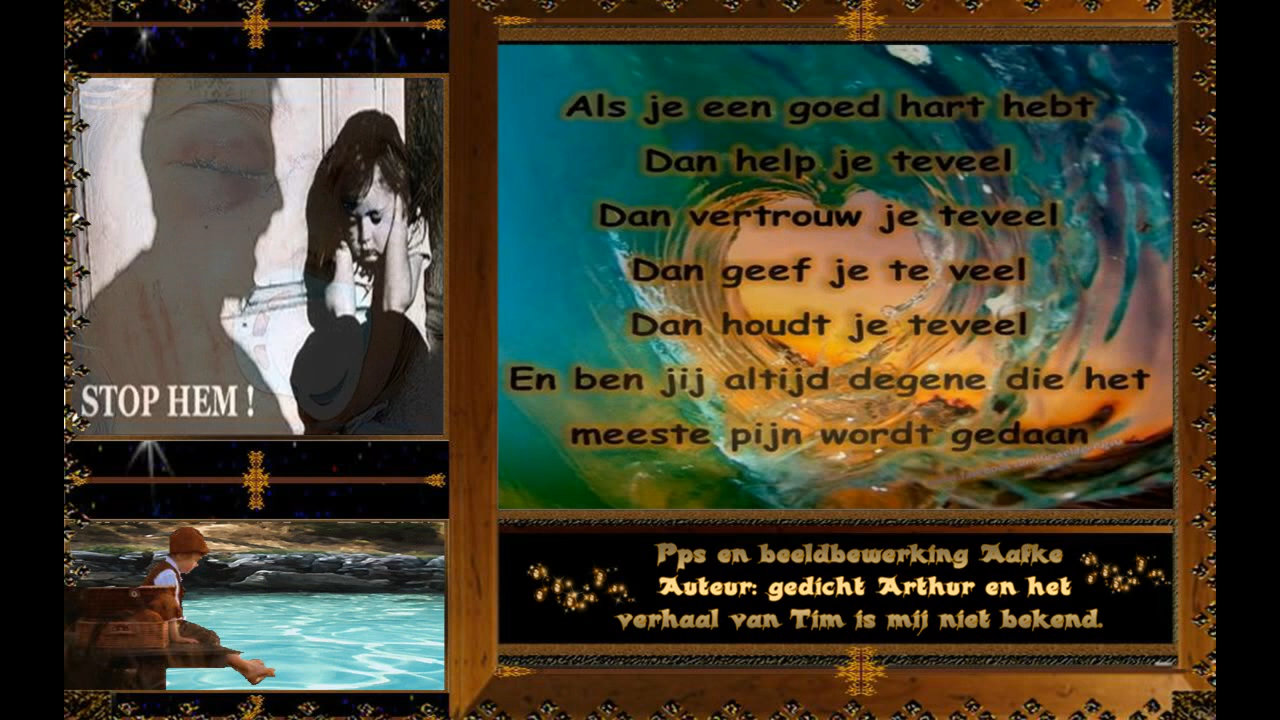 STOP HEM !
Als je een goed hart hebt
Dan help je teveel
Dan vertrouw je teveel
Dan geef je te veel
Dan houdt je teveel
En ben jij altijd degene die het
meeste pijn wordt gedaan
Pps en beeldbewerking Aafke
Auteur: gedicht Arthur en het
verhaal van Tim is mij niet bekend.